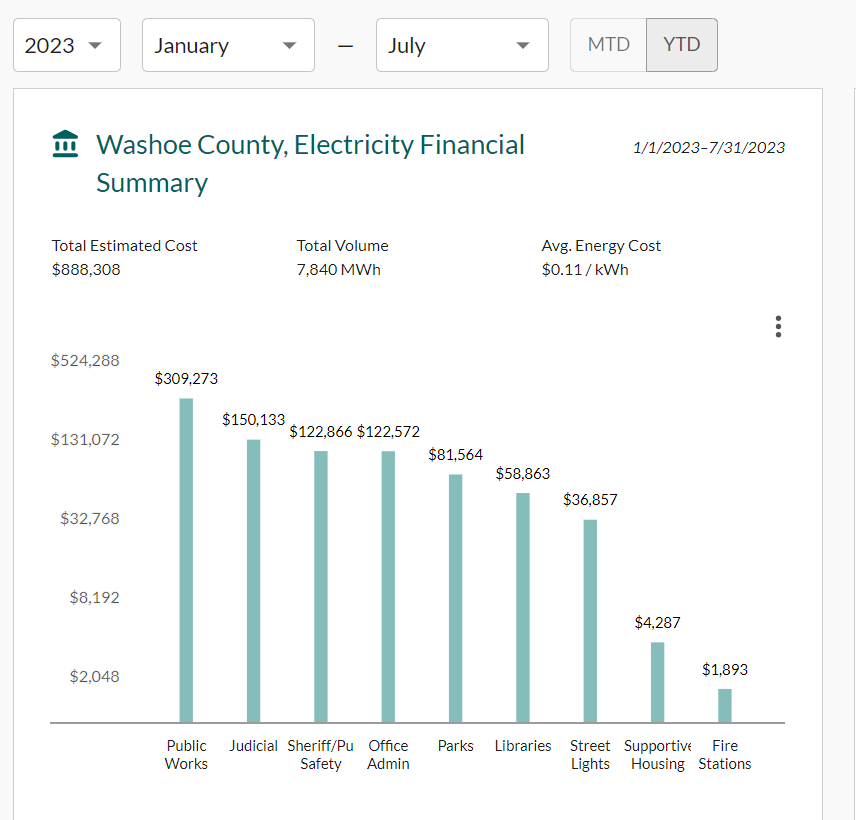 2023 January – July MTD YTD
Washoe County, Electricity Financial
Summary
1/1/2023–7/31/2023
Total Estimated Cost Total Volume Avg. Energy Cost
$888,308 7,840 MWh $0.11 / kWh
$524,288
$131,072
$32,768
$8,192
$2,048
$309,273
$150,133
$122,866
$122,572
$81,564
$58,863
$36,857
$4,287
$1,893
Public
Works
Judicial
Sheriff/Pu
Safety
Office
Admin
Parks
Libraries
Street
Lights
Supportive
Housing
Fire
Stations